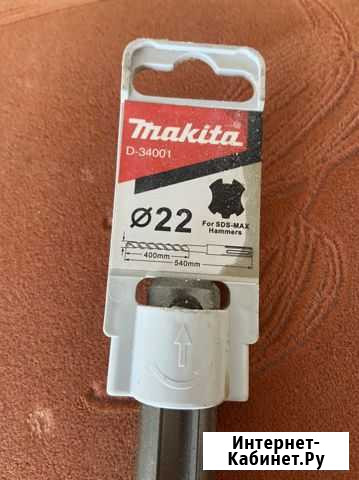 makita
D-34001
ø22
For SDS-MAX
Hammers
400mm
540mm
Интернет-
Кабинет.Ру